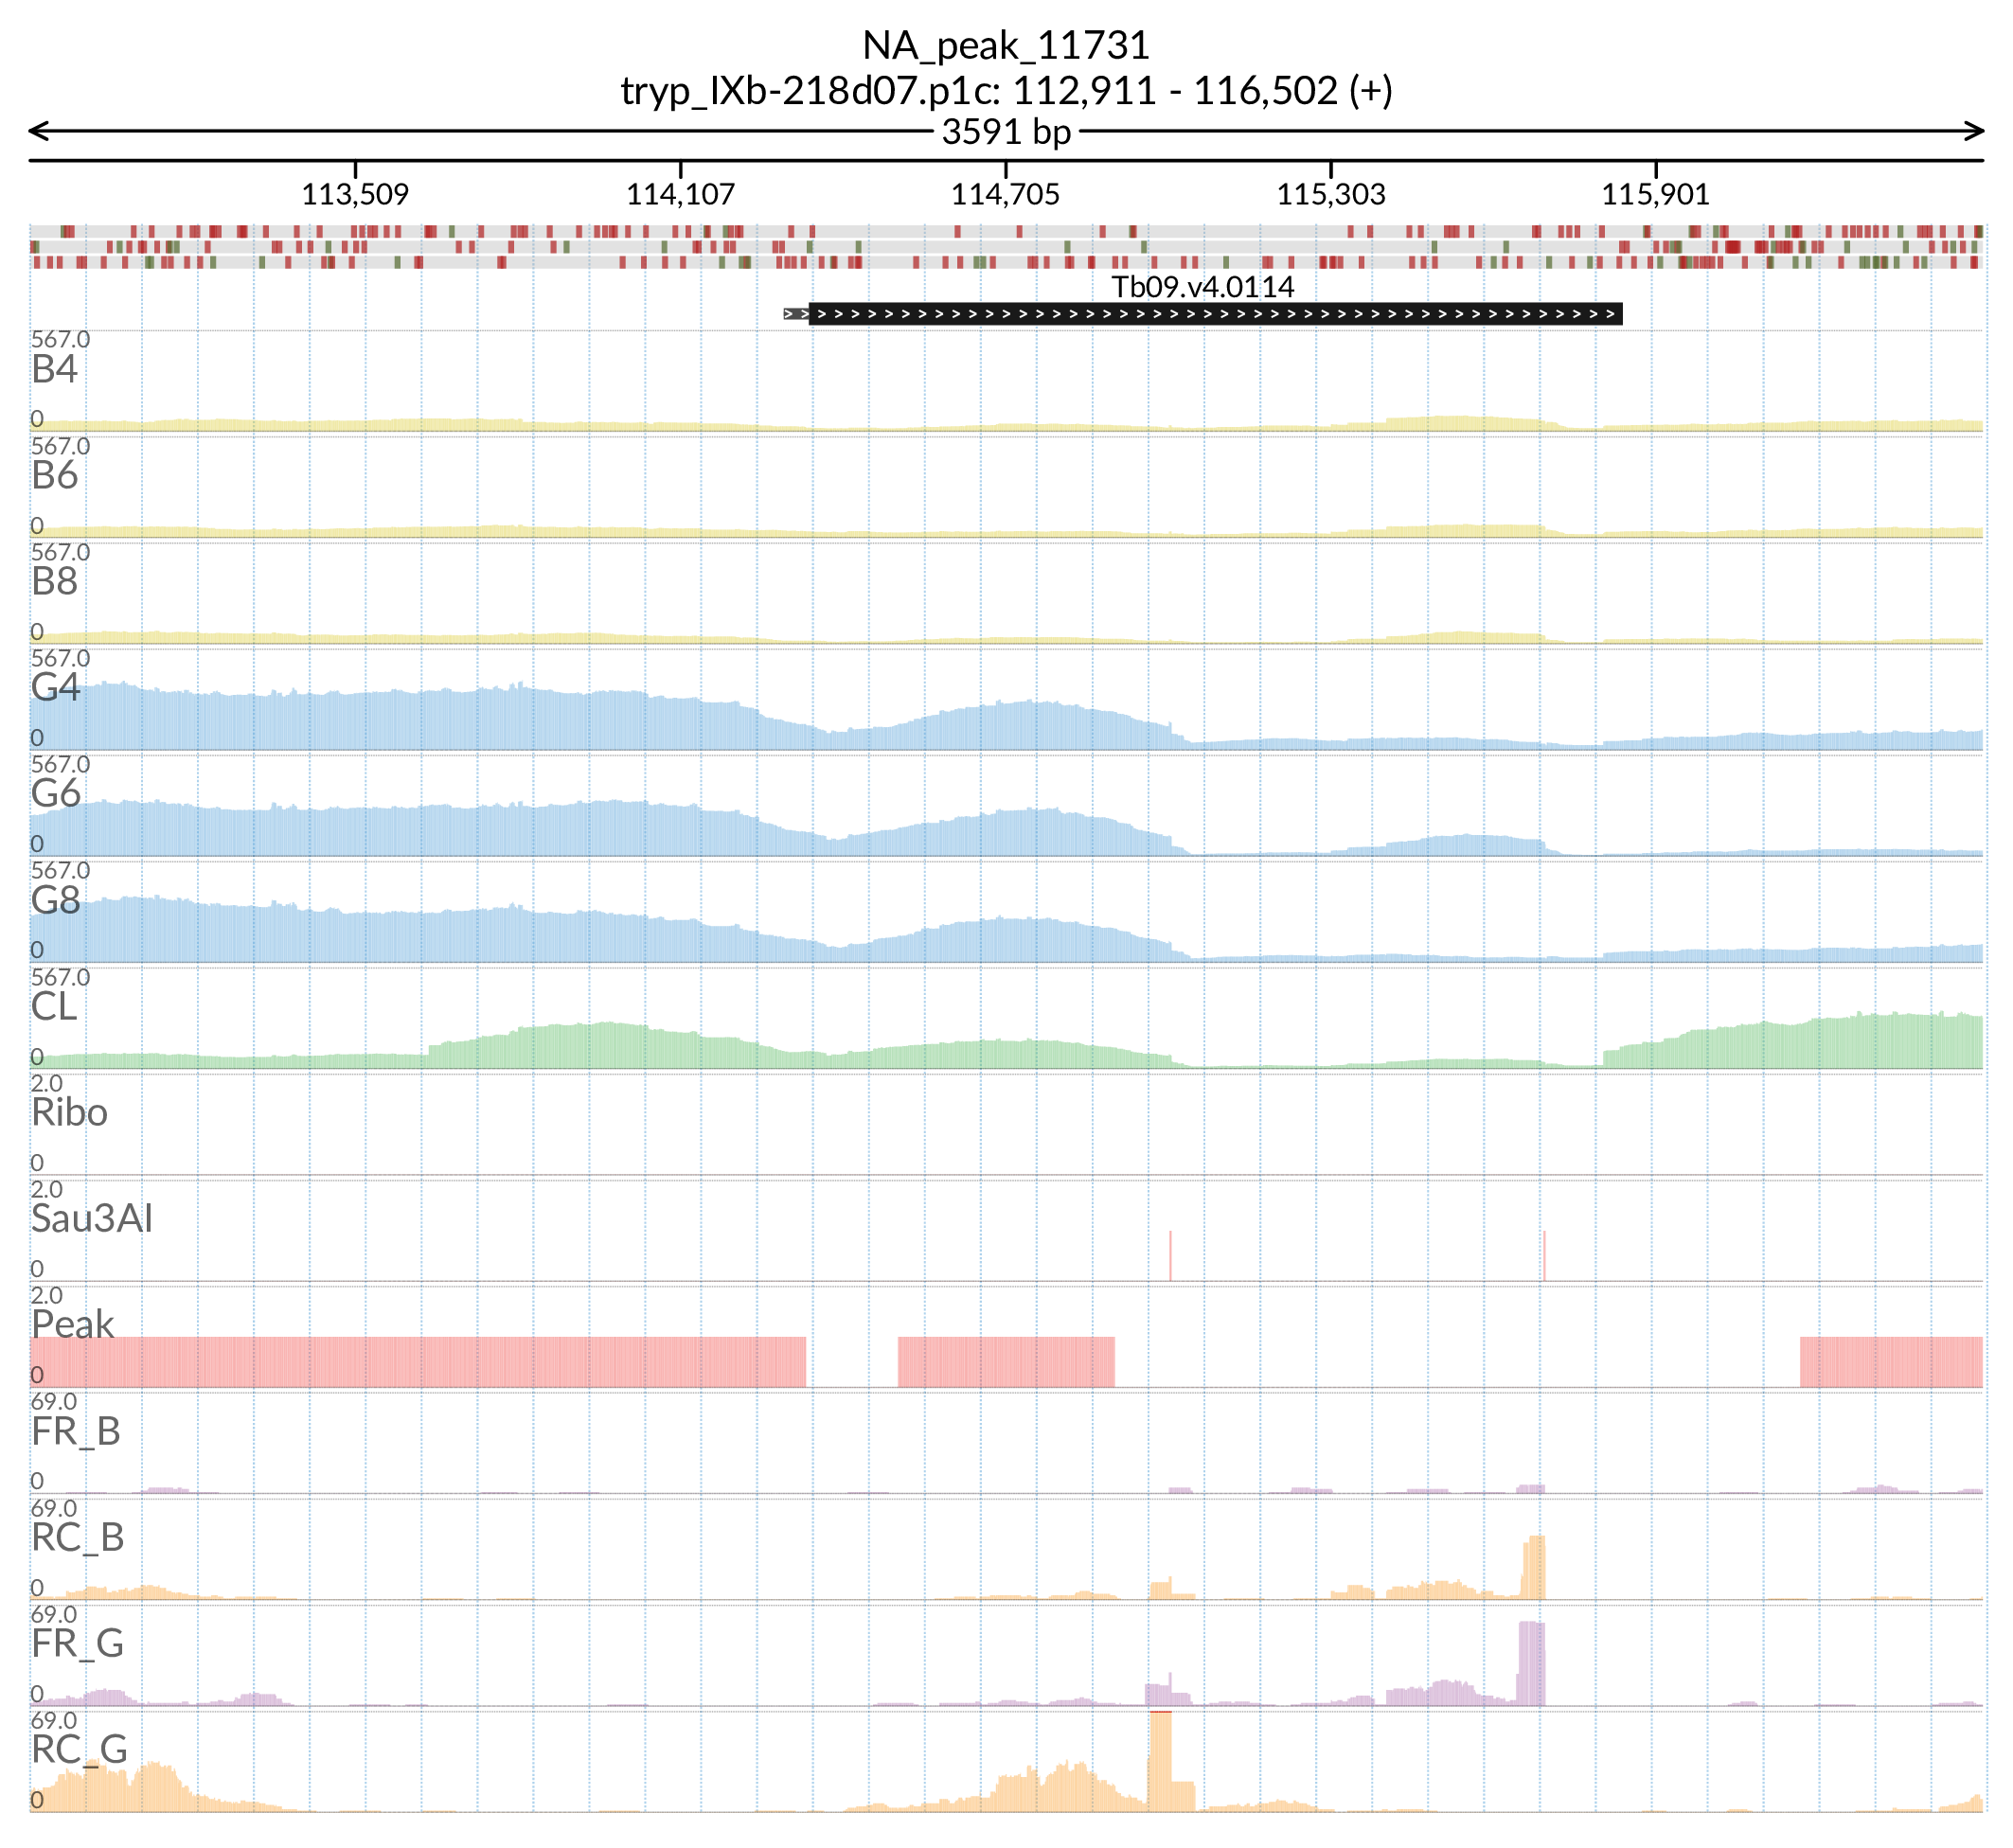 NA_peak_11731
tryp_IXb-218d07.p1c: 112,911 - 116,502 (+)
3591 bp
113,509 114,107 114,705 115,303 115,901
Tb09.v4.0114
567.0
B4
0
567.0
B6
0
567.0
B8
0
567.0
G4
0
567.0
G6
0
567.0
G8
0
567.0
CL
0
2.0
Ribo
0
2.0
Sau3AI
0
2.0
Peak
0
69.0
FR_B
0
69.0
RC_B
0
69.0
FR_G
0
69.0
RC_G
0